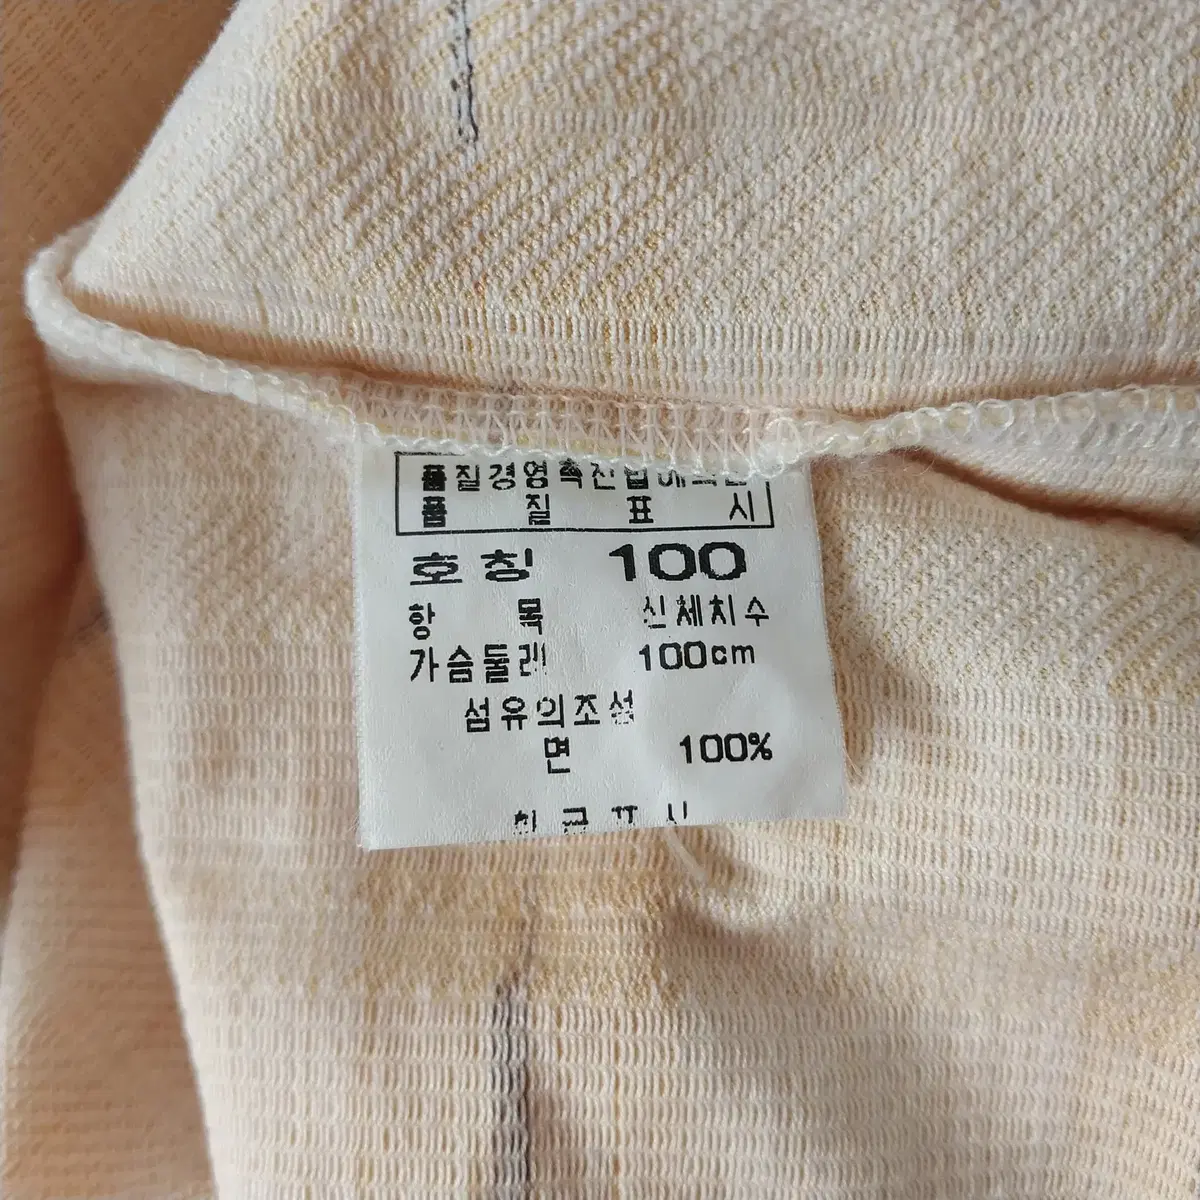 품질경영촉진법에의한
품 질 표 시
호칭 100
항 목 신체치수
가슴둘레 100cm
섬유의조성
면 100%